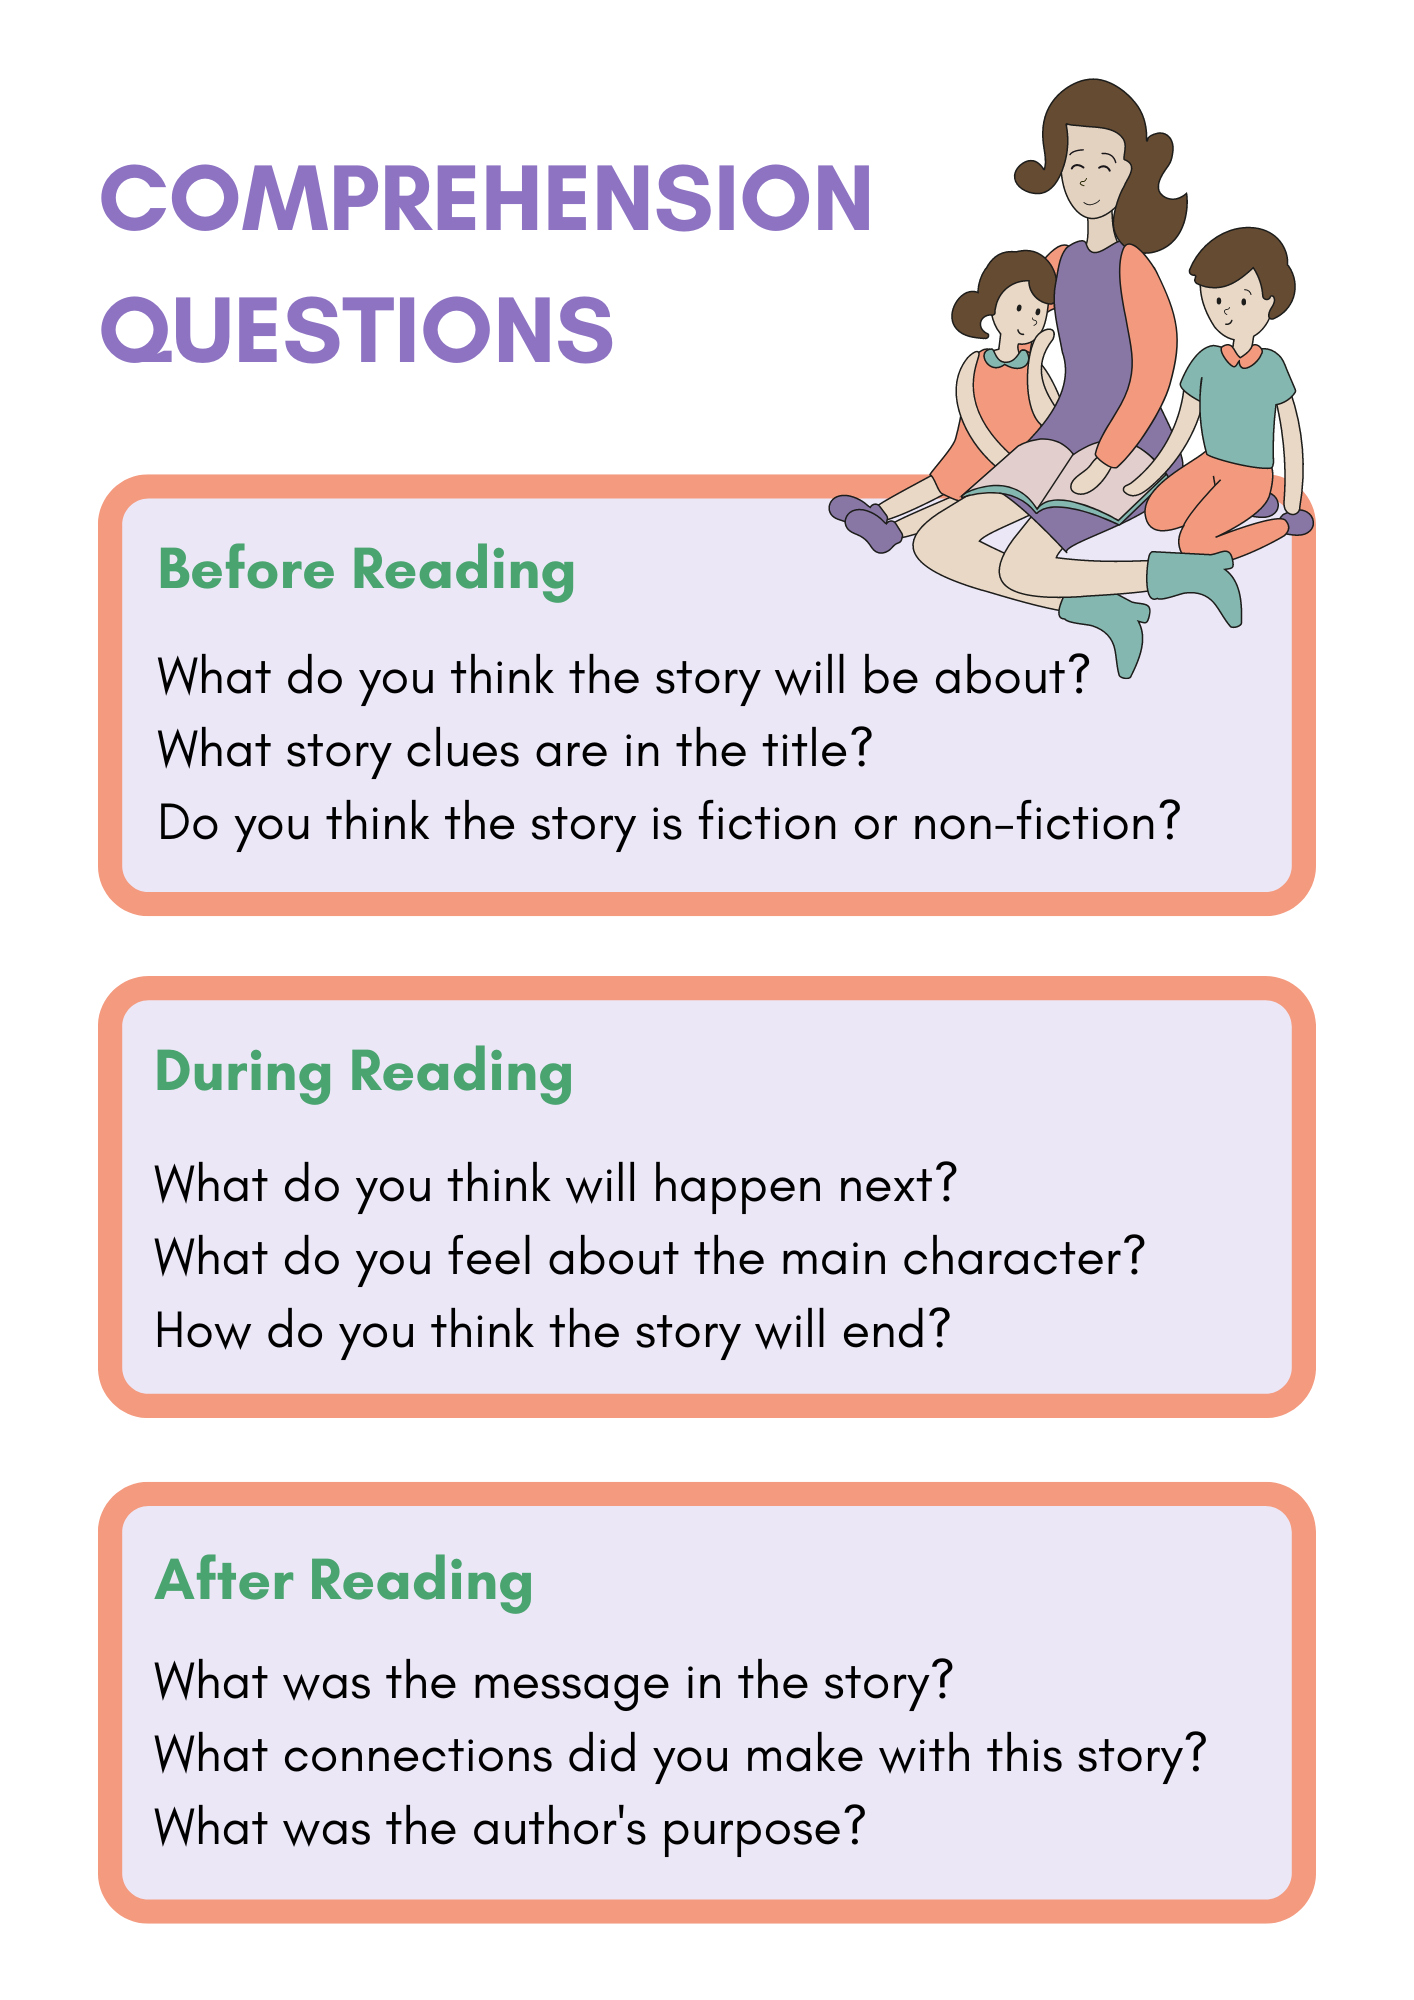 COMPREHENSION
QUESTIONS
Before Reading
What do you think the story will be about?
What story clues are in the title?
Do you think the story is fiction or non-fiction?
During Reading
What do you think will happen next?
What do you feel about the main character?
How do you think the story will end?
After Reading
What was the message in the story?
What connections did you make with this story?
What was the author's purpose?